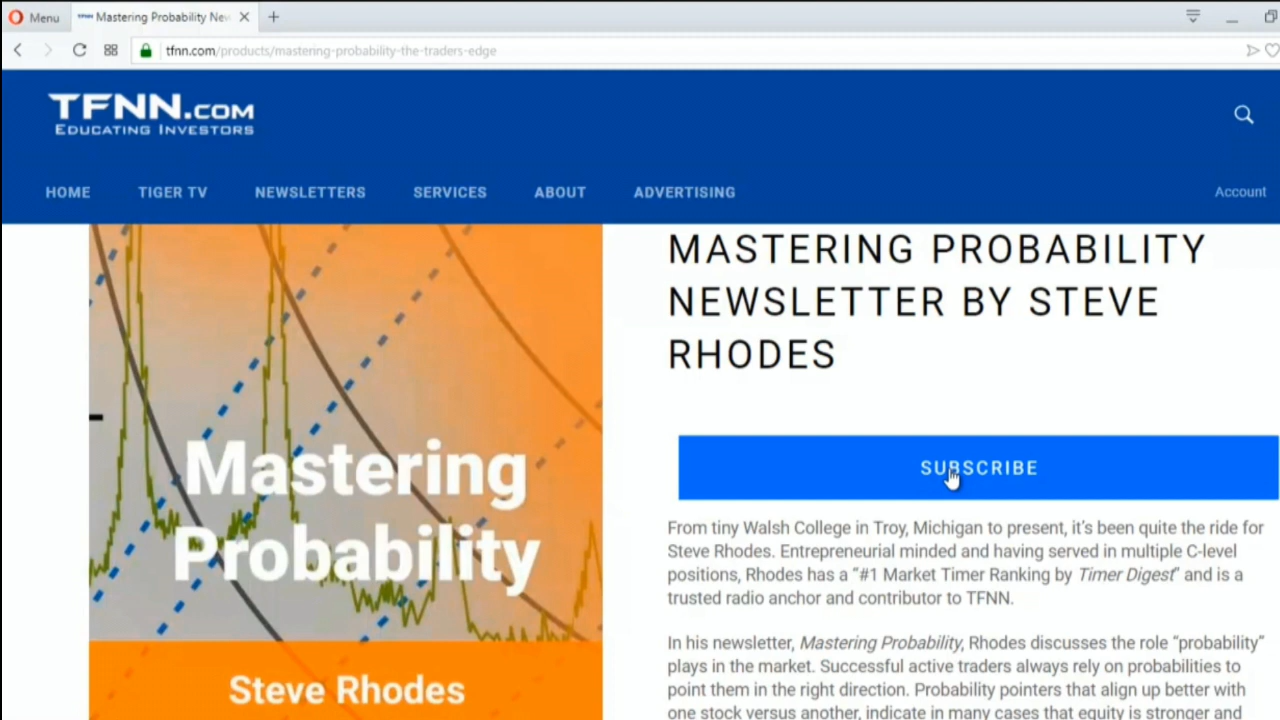 Menu
Mastering Probability New
tfnn.com/products/mastering-probability-the-traders-edge
TFNN.COM
EDUCATING INVESTORS
HOME TIGER TV NEWSLETTERS SERVICES ABOUT ADVERTISING Account
MASTERING PROBABILITY
NEWSLETTER BY STEVE
RHODES
Mastering
Probability
Steve Rhodes
SUBSCRIBE
From tiny Walsh College in Troy, Michigan to present, it's been quite the ride for
Steve Rhodes. Entrepreneurial minded and having served in multiple C-level
positions, Rhodes has a “#1 Market Timer Ranking by Timer Digest” and is a
trusted radio anchor and contributor to TFNN.
In his newsletter, Mastering Probability, Rhodes discusses the role “probability”
plays in the market. Successful active traders always rely on probabilities to
point them in the right direction. Probability pointers that align up better with
one stock versus another, indicate in many cases that equity is stronger and